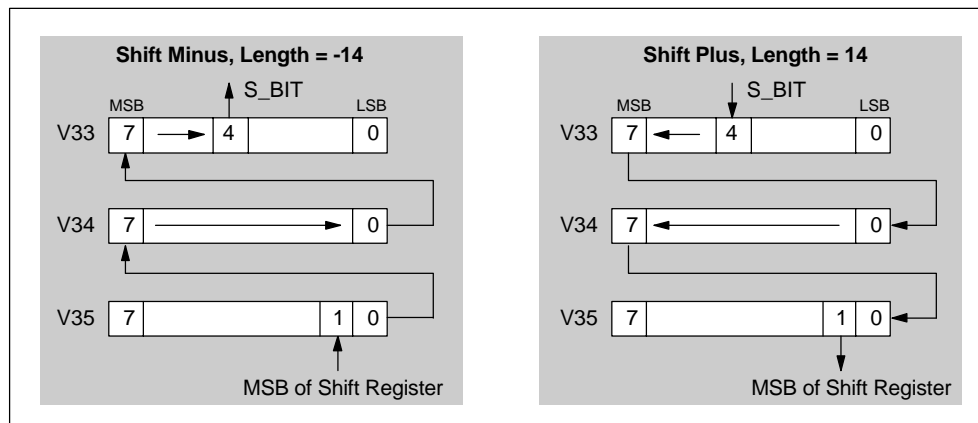 Shift Minus, Length = -14
S_BIT
MSB LSB
V33 7 4 0
V34 7 0
V35 7 1 0
MSB of Shift Register
Shift Plus, Length = 14
S_BIT
MSB LSB
V33 7 4 0
V34 7 0
V35 7 1 0
MSB of Shift Register